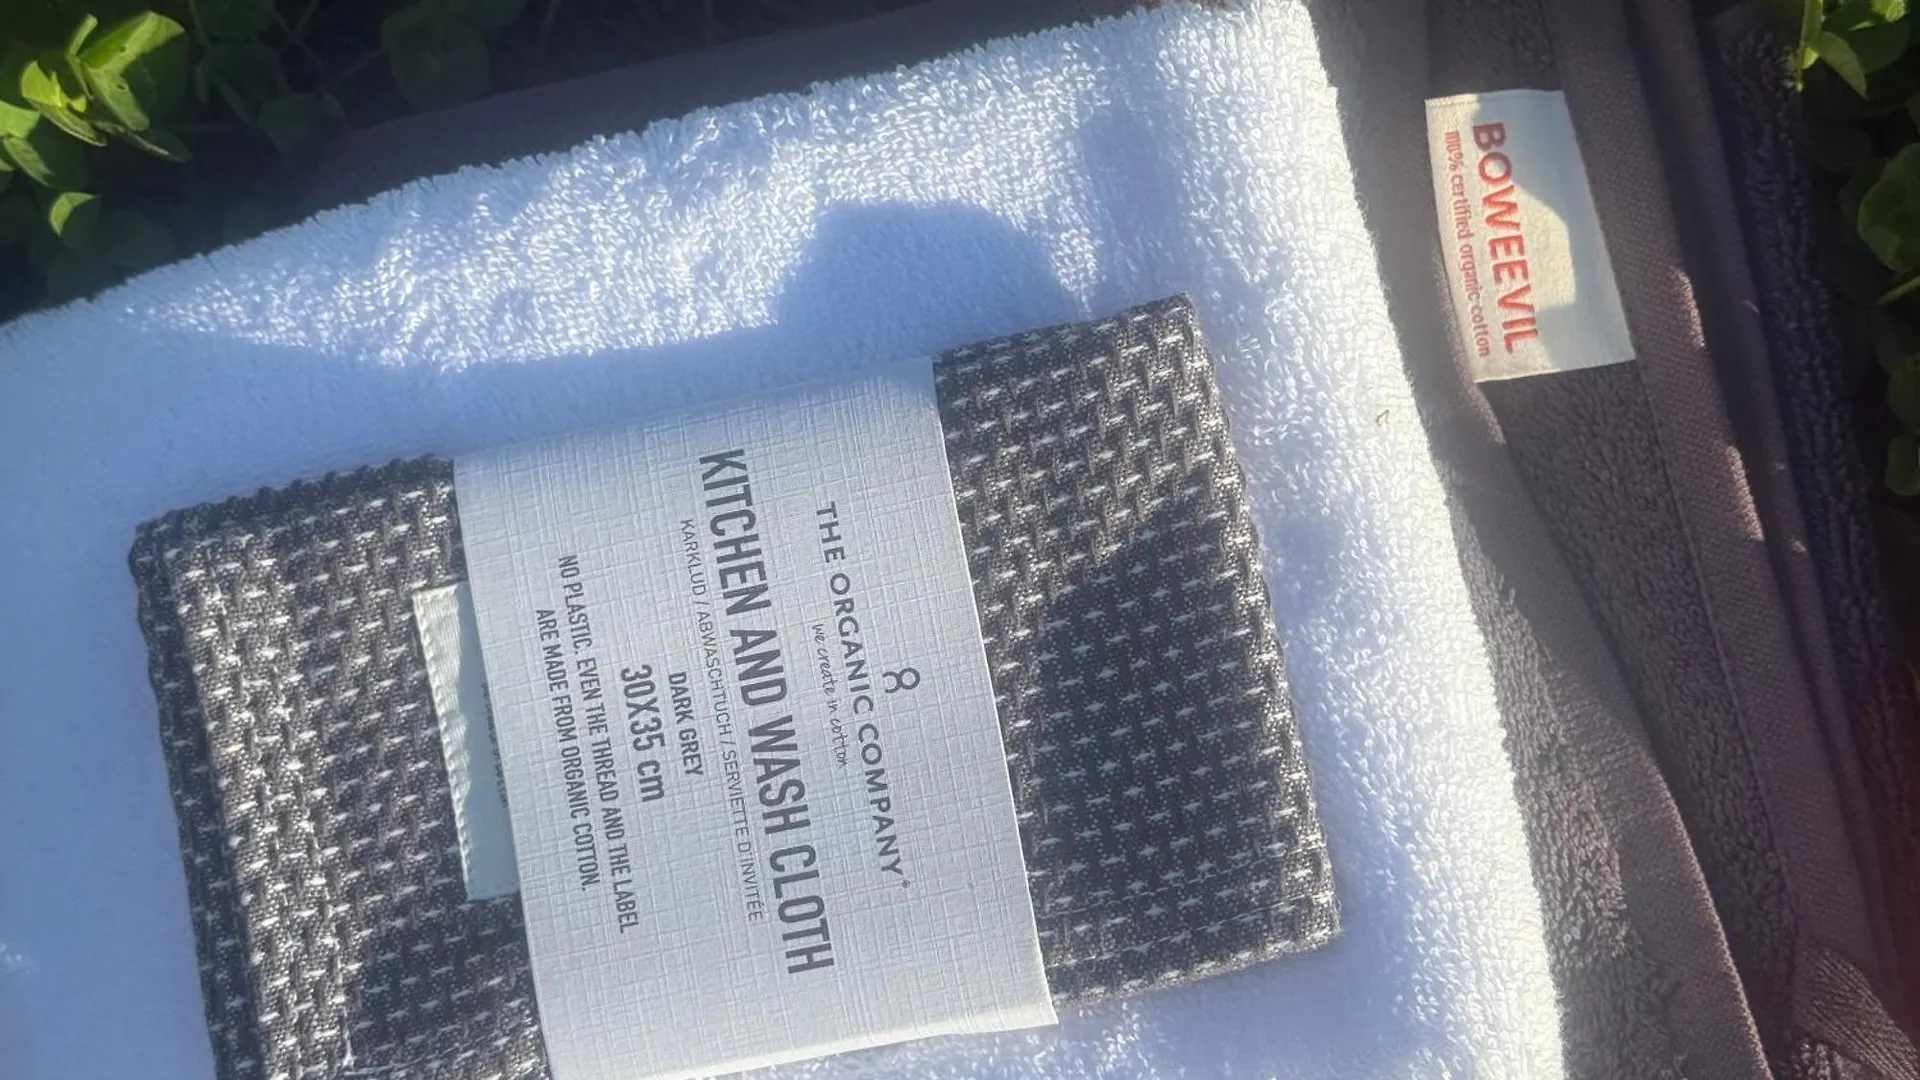 THE ORGANIC COMPANY®
we create in cotton
KITCHEN AND WASH CLOTH
KARKLUD / ABWASCHTUCH / SERVIETTE D'INVITÉE
DARK GREY
30X35 cm
NO PLASTIC. EVEN THE THREAD AND THE LABEL
ARE MADE FROM ORGANIC COTTON.
BOWEEVIL
100% certified organic cotton